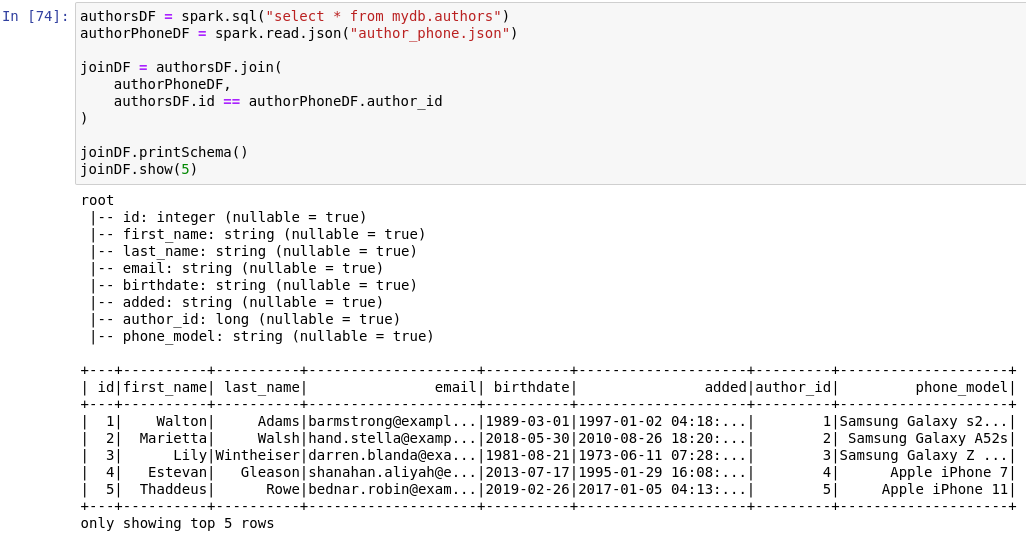 In [74]: authorsDF = spark.sql("select * from mydb.authors")
authorPhoneDF = spark.read.json("author_phone.json")

joinDF = authorsDF.join(
    authorPhoneDF,
    authorsDF.id == authorPhoneDF.author_id
)

joinDF.printSchema()
joinDF.show(5)

root
 |-- id: integer (nullable = true)
 |-- first_name: string (nullable = true)
 |-- last_name: string (nullable = true)
 |-- email: string (nullable = true)
 |-- birthdate: string (nullable = true)
 |-- added: string (nullable = true)
 |-- author_id: long (nullable = true)
 |-- phone_model: string (nullable = true)

+---+----------+----------+--------------------+----------+--------------------+---------+--------------------+
| id|first_name| last_name|               email| birthdate|               added|author_id|         phone_model|
+---+----------+----------+--------------------+----------+--------------------+---------+--------------------+
|  1|    Walton|     Adams|barmstrong@exampl...|1989-03-01|1997-01-02 04:18:...|        1|Samsung Galaxy s2...|
|  2|  Marietta|     Walsh|hand.stella@examp...|2018-05-30|2010-08-26 18:20:...|        2| Samsung Galaxy A52s|
|  3|      Lily|Wintheiser|darren.blanda@exa...|1981-08-21|1973-06-11 07:28:...|        3|Samsung Galaxy Z ...|
|  4|   Estevan|   Gleason|shanahan.aliyah@e...|2013-07-17|1995-01-29 16:08:...|        4|      Apple iPhone 7|
|  5|  Thaddeus|      Rowe|bednar.robin@exam...|2019-02-26|2017-01-05 04:13:...|        5|     Apple iPhone 11|
+---+----------+----------+--------------------+----------+--------------------+---------+--------------------+
only showing top 5 rows